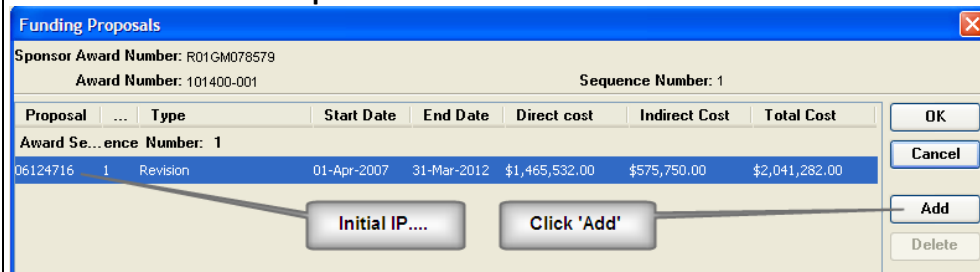 Funding Proposals
Sponsor Award Number: R01GM078579
Award Number: 101400-001 Sequence Number: 1
Proposal ... Type Start Date End Date Direct cost Indirect Cost Total Cost OK
Award Se...ence Number: 1
Cancel
06124716 1 Revision 01-Apr-2007 31-Mar-2012 $1,465,532.00 $575,750.00 $2,041,282.00
Initial IP.... Click 'Add' Add
Delete